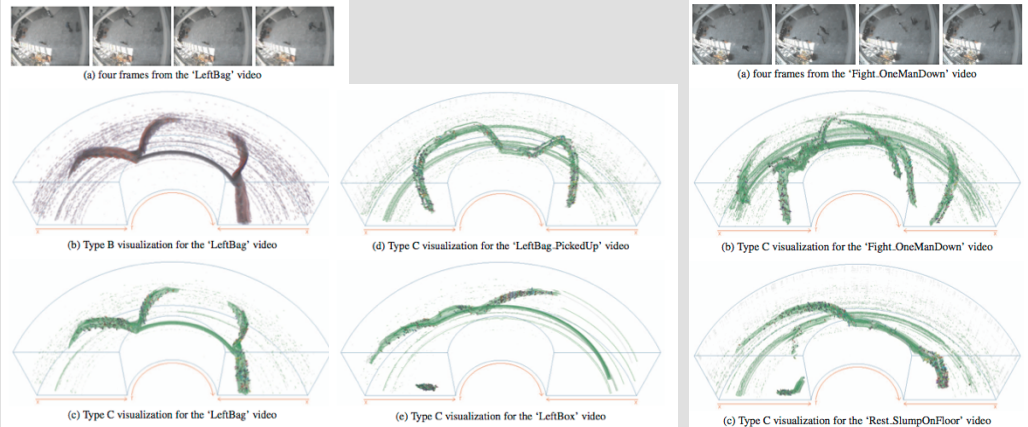 (a) four frames from the 'LeftBag' video
(a) four frames from the 'Fight_OneManDown' video
(b) Type B visualization for the 'LeftBag' video
(d) Type C visualization for the 'LeftBag_PickedUp' video
(b) Type C visualization for the 'Fight_OneManDown' video
(c) Type C visualization for the 'LeftBag' video
(e) Type C visualization for the 'LeftBox' video
(c) Type C visualization for the 'Rest_SlumpOnFloor' video